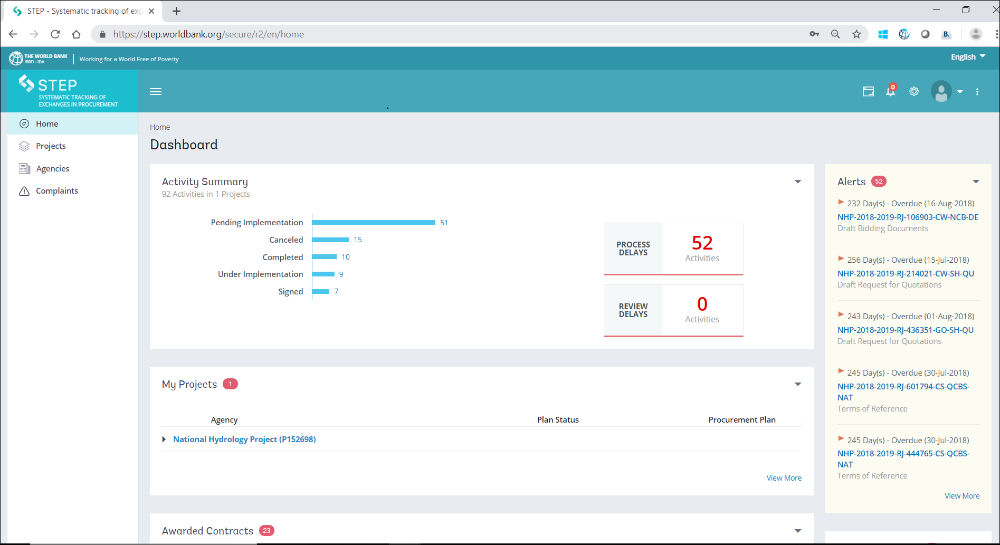 STEP - Systematic tracking of exc
https://step.worldbank.org/secure/r2/en/home
B.
THE WORLD BANK
IBRD - IDA
Working for a World Free of Poverty
English
STEP
SYSTEMATIC TRACKING OF
EXCHANGES IN PROCUREMENT
0
Home
Projects
Agencies
Complaints
Home
Dashboard
Activity Summary
92 Activities in 1 Projects
Pending Implementation 51
Canceled 15
Completed 10
Under Implementation 9
Signed 7
PROCESS
DELAYS
52
Activities
REVIEW
DELAYS
0
Activities
My Projects 1
Agency Plan Status Procurement Plan
National Hydrology Project (P152698)
View More
Awarded Contracts 23
Alerts 52
232 Day(s) - Overdue (16-Aug-2018)
NHP-2018-2019-RJ-106903-CW-NCB-DE
Draft Bidding Documents
256 Day(s) - Overdue (15-Jul-2018)
NHP-2018-2019-RJ-214021-CW-SH-QU
Draft Request for Quotations
243 Day(s) - Overdue (01-Aug-2018)
NHP-2018-2019-RJ-436351-GO-SH-QU
Draft Request for Quotations
245 Day(s) - Overdue (30-Jul-2018)
NHP-2018-2019-RJ-601794-CS-QCBS-
NAT
Terms of Reference
245 Day(s) - Overdue (30-Jul-2018)
NHP-2018-2019-RJ-444765-CS-QCBS-
NAT
Terms of Reference
View More